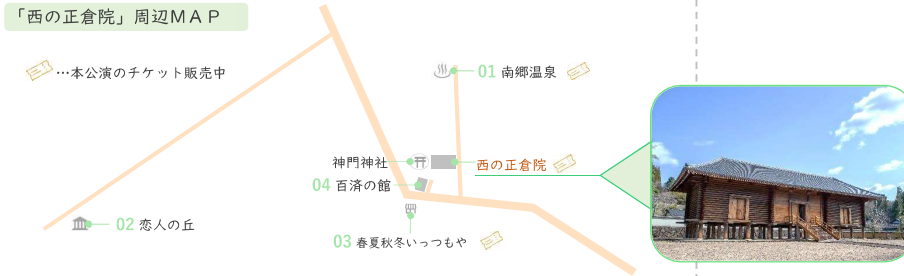 「西の正倉院」周辺MAP
…本公演のチケット販売中
01 南郷温泉
神門神社
西の正倉院
04 百済の館
02 恋人の丘
03 春夏秋冬いっつもや